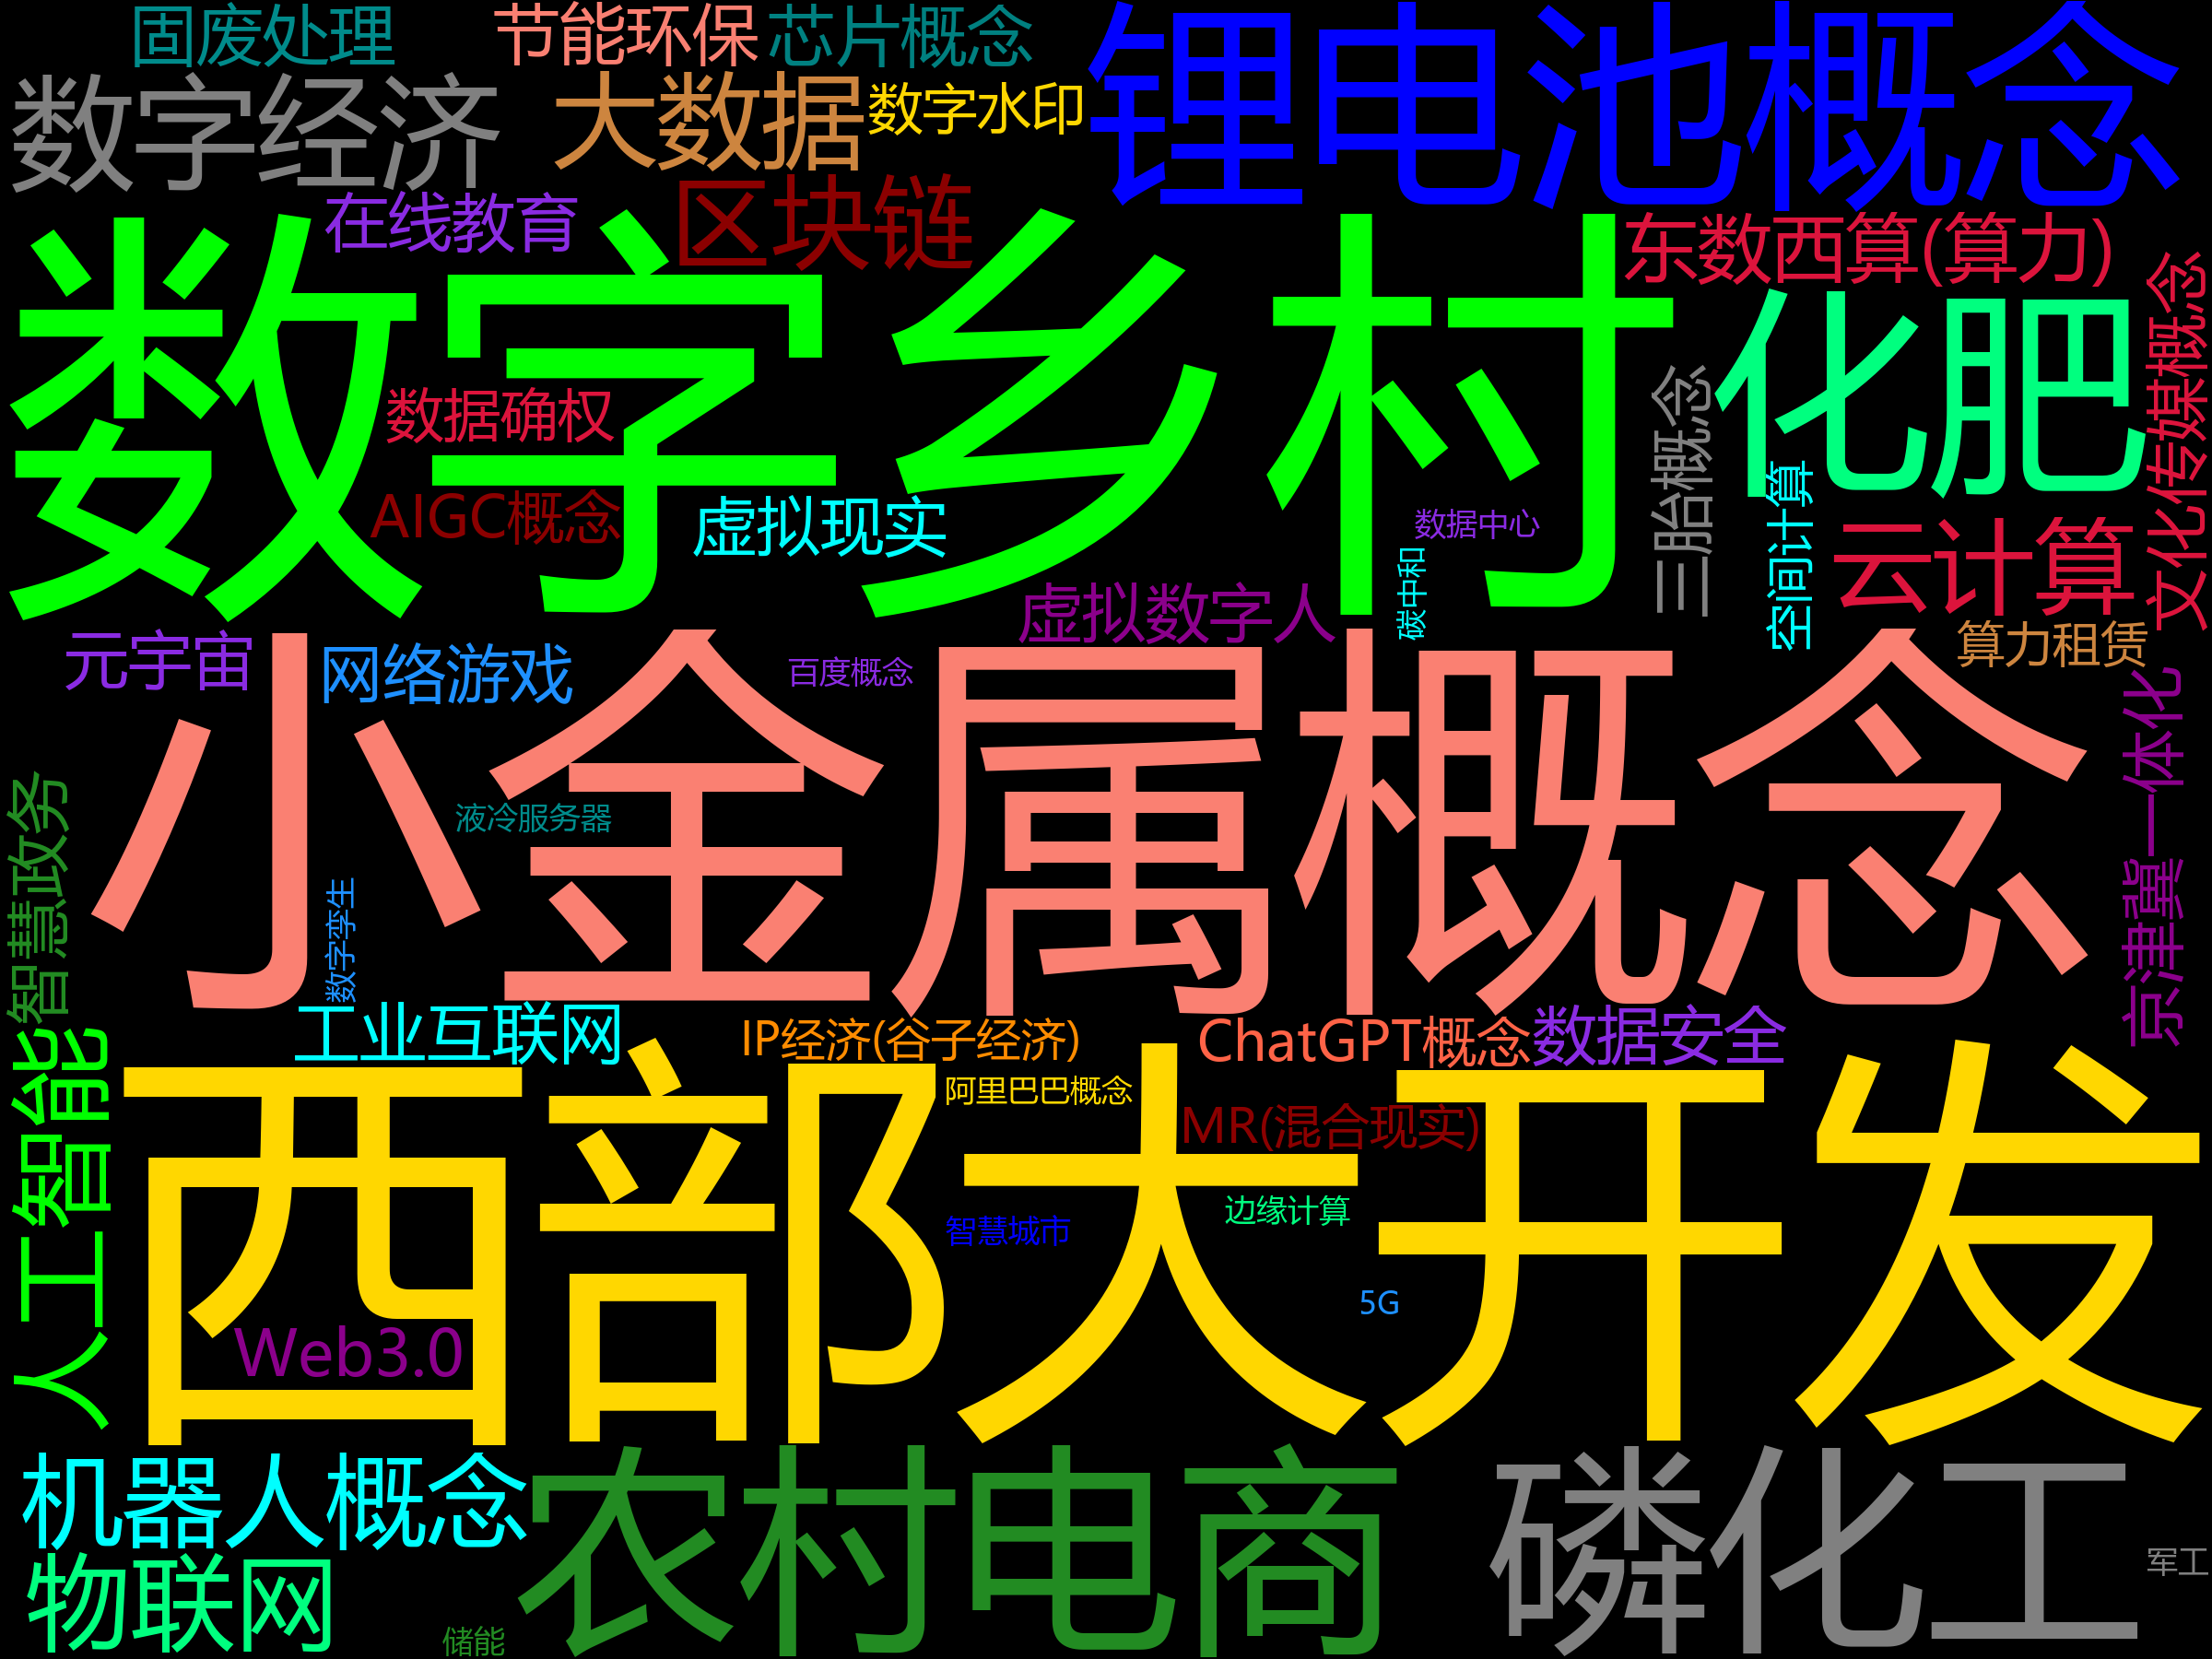 固废处理
节能环保
芯片概念
锂电池概念
数字经济
大数据
数字水印
区块链
在线教育
东数西算(算力)
数字乡村
化肥
文化传媒概念
三胎概念
数据确权
AIGC概念
虚拟现实
数据中心
空间计算
云计算
碳中和
虚拟数字人
元宇宙
网络游戏
百度概念
算力租赁
小金属概念
京津冀一体化
智慧政务
液冷服务器
数字孪生
工业互联网
IP经济(谷子经济)
ChatGPT概念
数据安全
人工智能
西部大开发
阿里巴巴概念
MR(混合现实)
智慧城市
边缘计算
5G
Web3.0
机器人概念
农村电商
磷化工
物联网
军工
储能